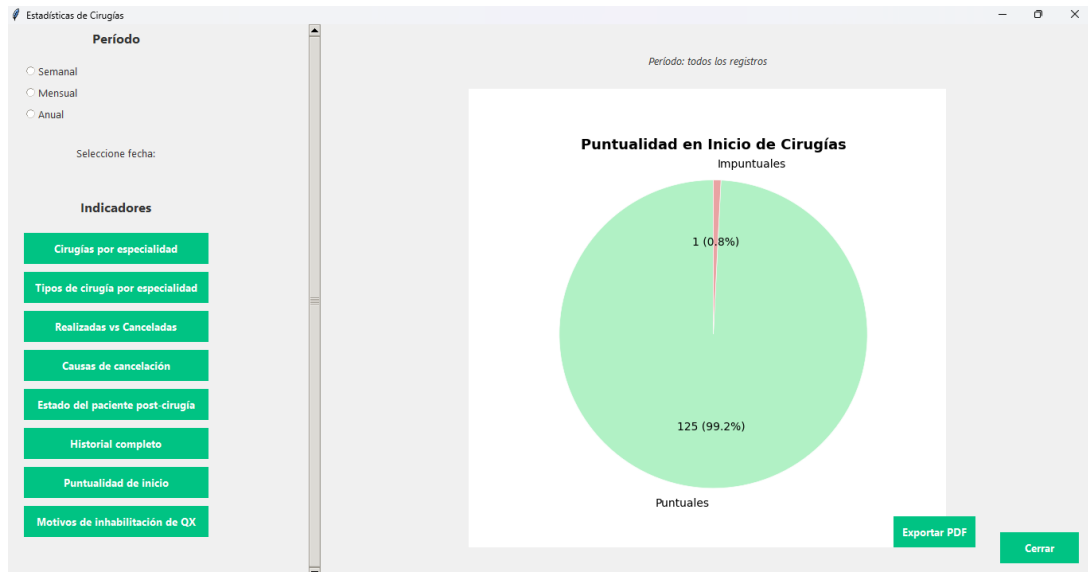 Estadísticas de Cirugías
Período
Semanal
Mensual
Anual
Seleccione fecha:
Indicadores
Cirugías por especialidad
Tipos de cirugía por especialidad
Realizadas vs Canceladas
Causas de cancelación
Estado del paciente post-cirugía
Historial completo
Puntualidad de inicio
Motivos de inhabilitación de QX
Período: todos los registros
Puntualidad en Inicio de Cirugías
Impuntuales
1 (0.8%)
125 (99.2%)
Puntuales
Exportar PDF
Cerrar